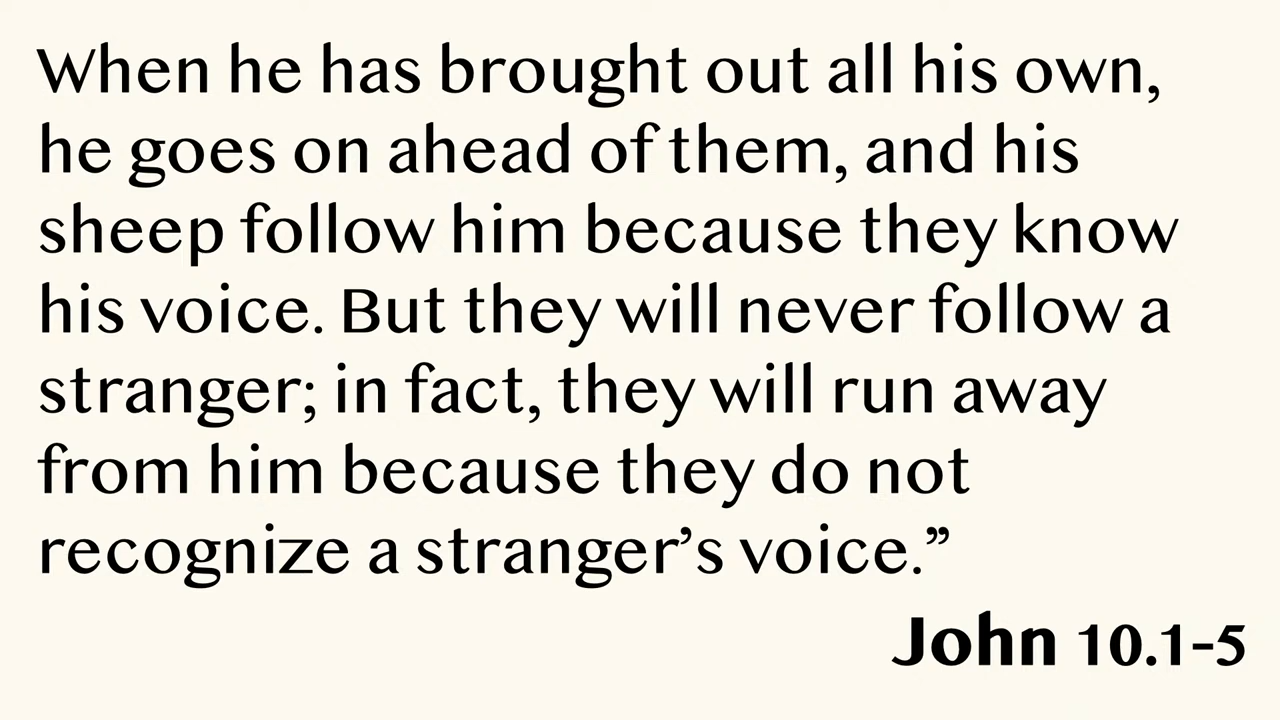 When he has brought out all his own,
he goes on ahead of them, and his
sheep follow him because they know
his voice. But they will never follow a
stranger; in fact, they will run away
from him because they do not
recognize a stranger’s voice.”
John 10.1-5